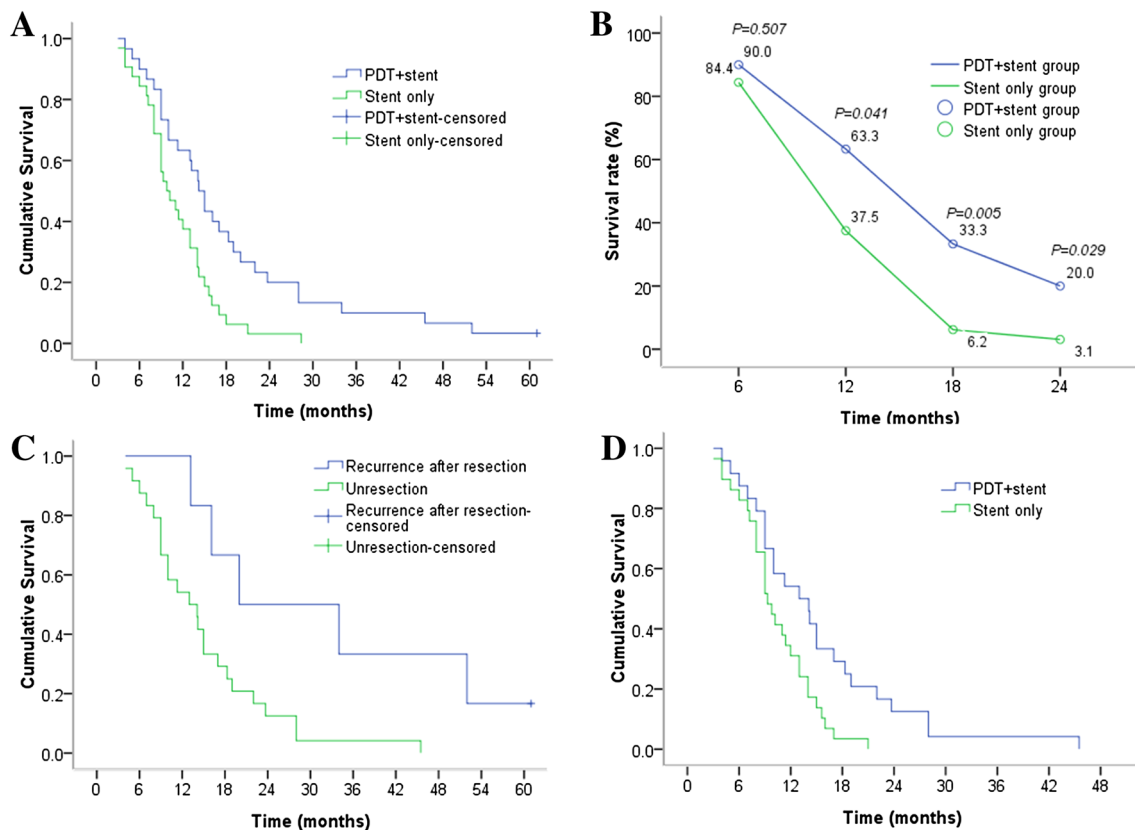 A
1.0
0.8
0.6
0.4
0.2
0.0
Cumulative Survival
PDT+stent
Stent only
PDT+stent-censored
Stent only-censored
0 6 12 18 24 30 36 42 48 54 60
Time (months)
B
100
80
60
40
20
0
Survival rate (%)
P=0.507
90.0
84.4
P=0.041
63.3
37.5
P=0.005
33.3
6.2
P=0.029
20.0
3.1
PDT+stent group
Stent only group
PDT+stent group
Stent only group
6 12 18 24
Time (months)
C
1.0
0.8
0.6
0.4
0.2
0.0
Cumulative Survival
Recurrence after resection
Unresection
Recurrence after resection-
censored
Unresection-censored
0 6 12 18 24 30 36 42 48 54 60
Time (months)
D
1.0
0.8
0.6
0.4
0.2
0.0
Cumulative Survival
PDT+stent
Stent only
0 6 12 18 24 30 36 42 48
Time (months)